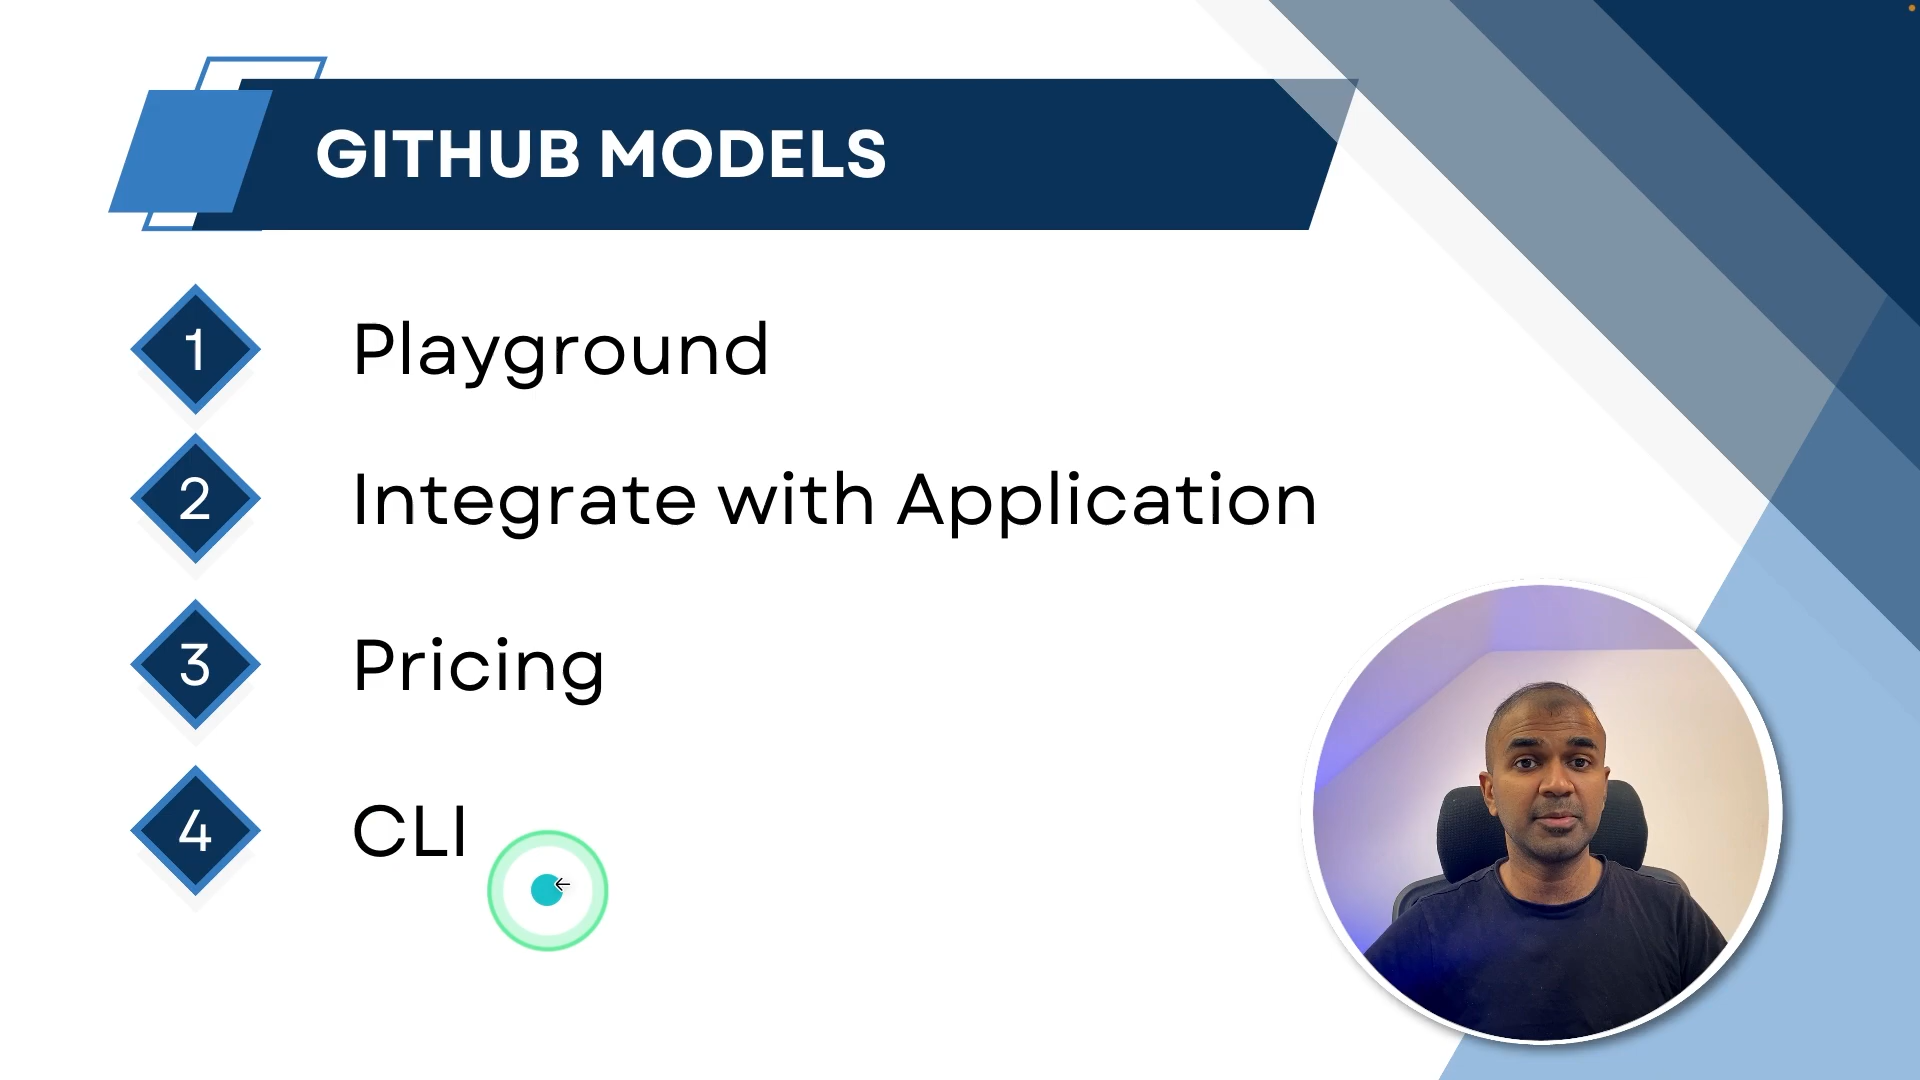 GITHUB MODELS
1 Playground
2 Integrate with Application
3 Pricing
4 CLI